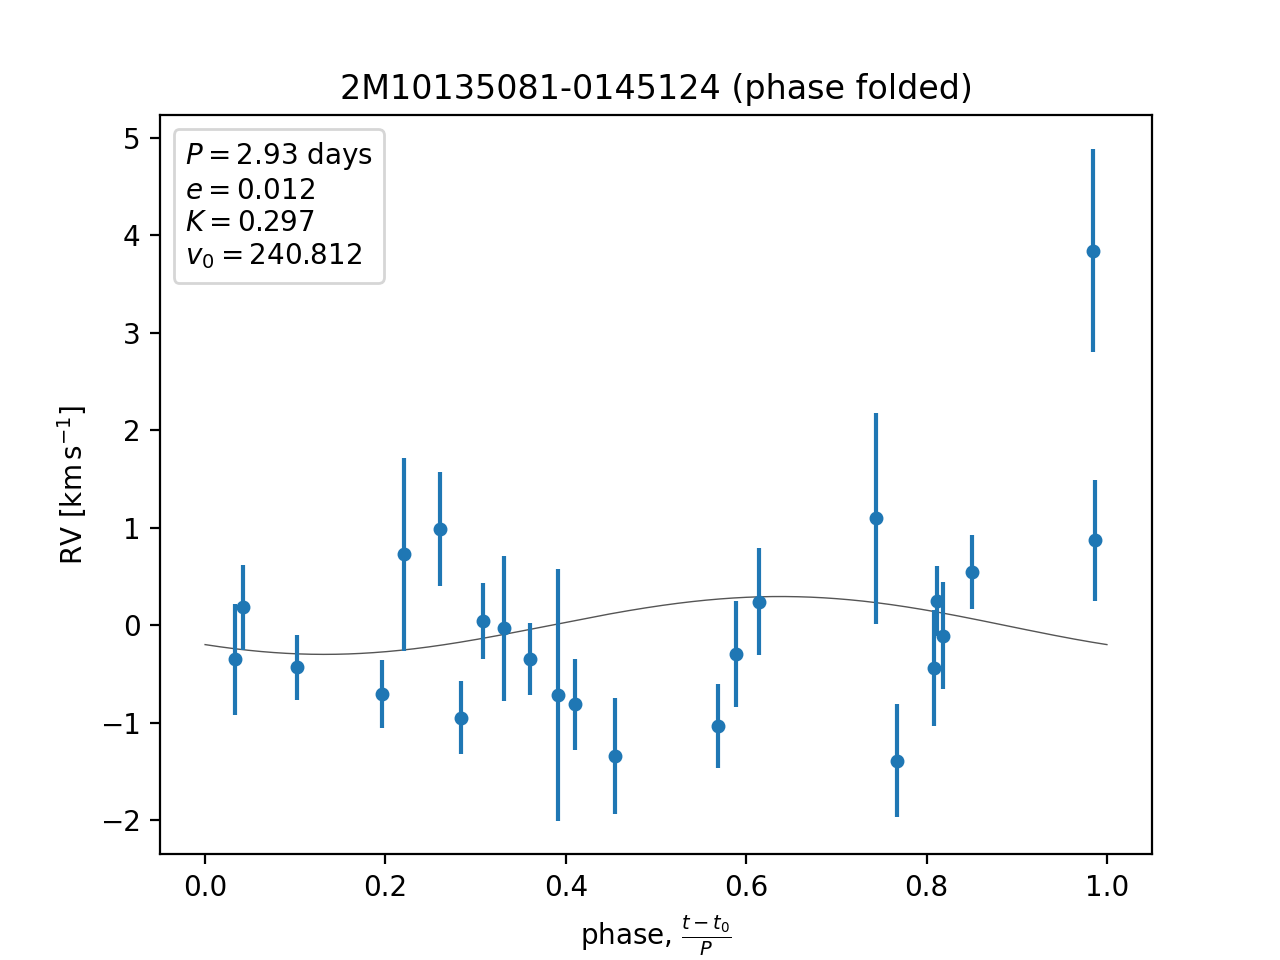 2M10135081-0145124 (phase folded)
P = 2.93 days
e = 0.012
K = 0.297
v₀ = 240.812
5
4
3
2
1
0
−1
−2
RV [km s⁻¹]
0.0 0.2 0.4 0.6 0.8 1.0
phase, (t − t₀)/P